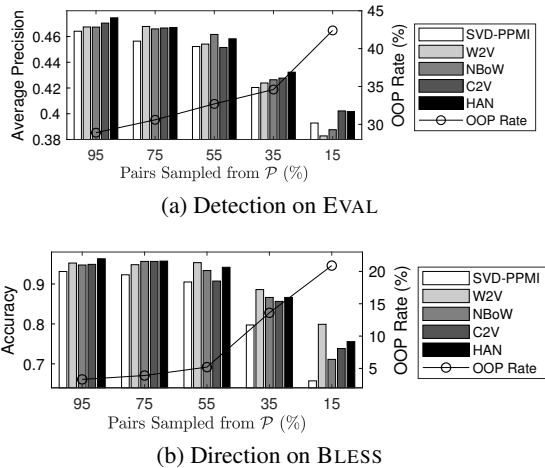 Average Precision
0.46
0.44
0.42
0.4
0.38
95 75 55 35 15
Pairs Sampled from P (%)
45
40
35
30
OOP Rate (%)
SVD-PPMI
W2V
NBoW
C2V
HAN
OOP Rate
(a) Detection on EVAL
Accuracy
0.9
0.8
0.7
95 75 55 35 15
Pairs Sampled from P (%)
20
15
10
5
OOP Rate (%)
SVD-PPMI
W2V
NBoW
C2V
HAN
OOP Rate
(b) Direction on BLESS